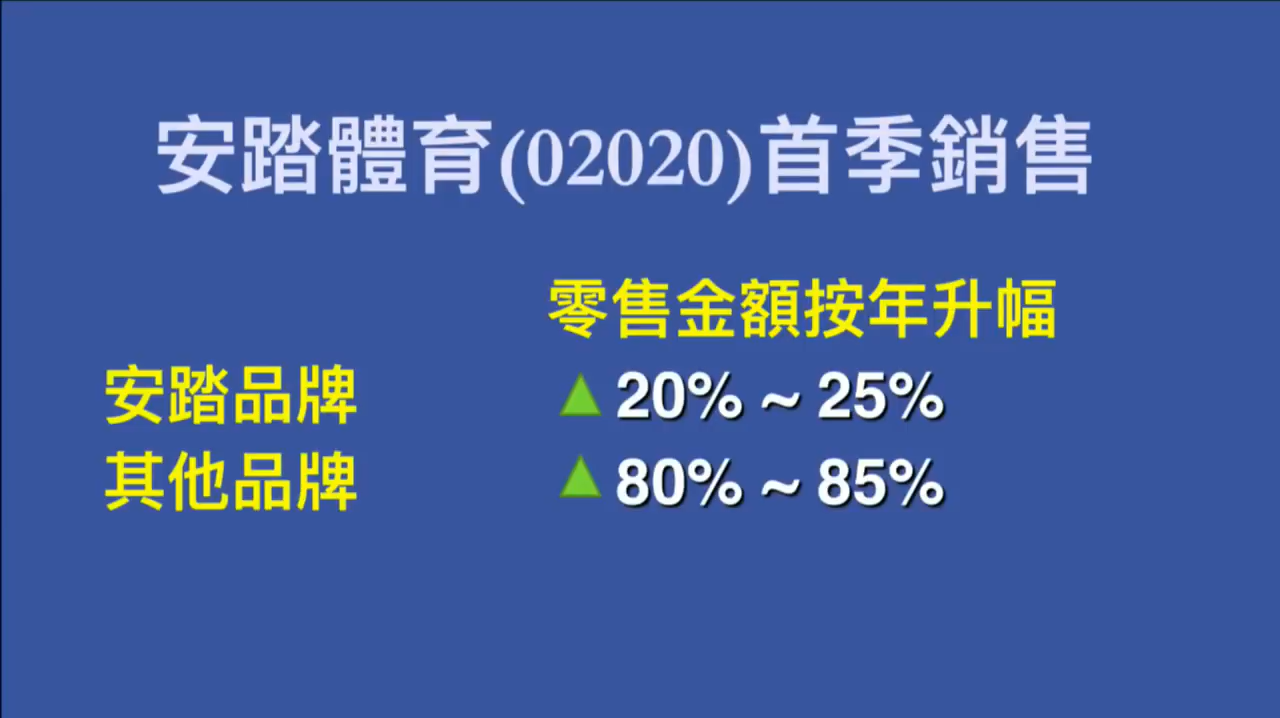 安踏體育(02020)首季銷售
零售金額按年升幅
安踏品牌 ▲ 20% ~ 25%
其他品牌 ▲ 80% ~ 85%